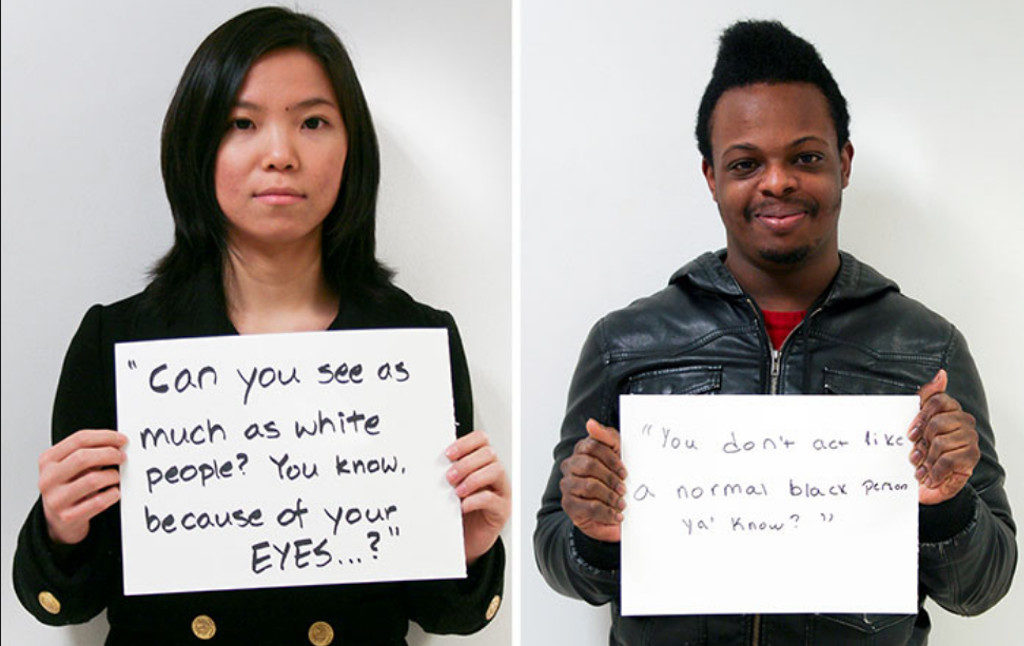 "Can you see as
much as white
people? You know,
because of your
EYES...?"
"You don't act like
a normal black person
ya' know?"